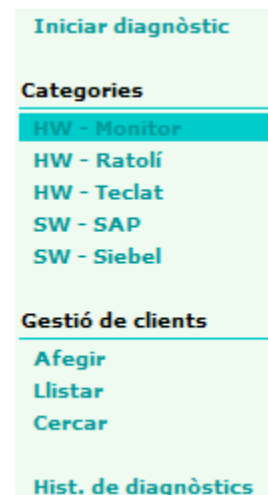 Iniciar diagnòstic
Categories
HW - Monitor
HW - Ratolí
HW - Teclat
SW - SAP
SW - Siebel
Gestió de clients
Afegir
Llistar
Cercar
Hist. de diagnòstics